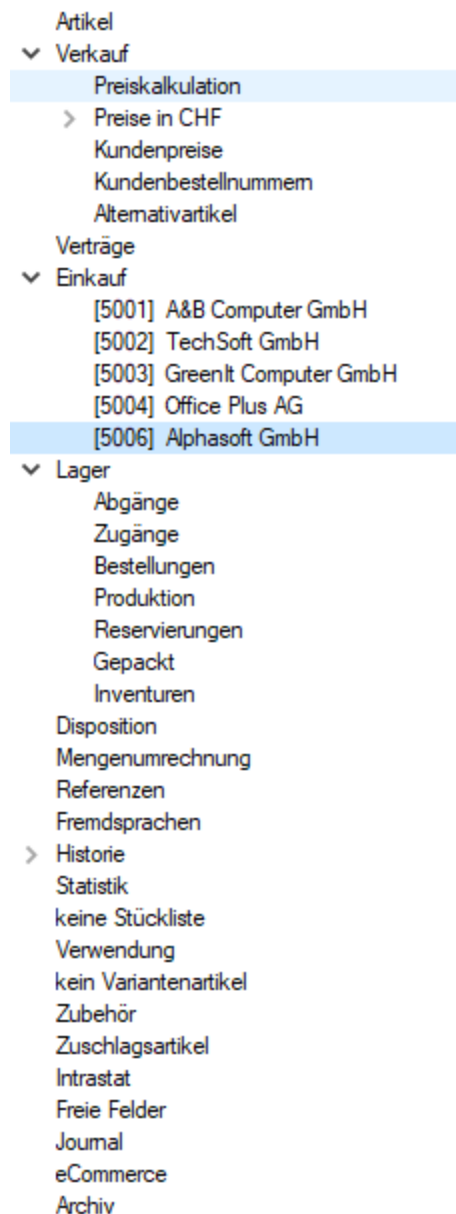 Artikel
Verkauf
Preiskalkulation
Preise in CHF
Kundenpreise
Kundenbestellnummern
Alternativartikel
Verträge
Einkauf
[5001] A&B Computer GmbH
[5002] TechSoft GmbH
[5003] GreenIt Computer GmbH
[5004] Office Plus AG
[5006] Alphasoft GmbH
Lager
Abgänge
Zugänge
Bestellungen
Produktion
Reservierungen
Gepackt
Inventuren
Disposition
Mengenumrechnung
Referenzen
Fremdsprachen
Historie
Statistik
keine Stückliste
Verwendung
kein Variantenartikel
Zubehör
Zuschlagsartikel
Intrastat
Freie Felder
Journal
eCommerce
Archiv